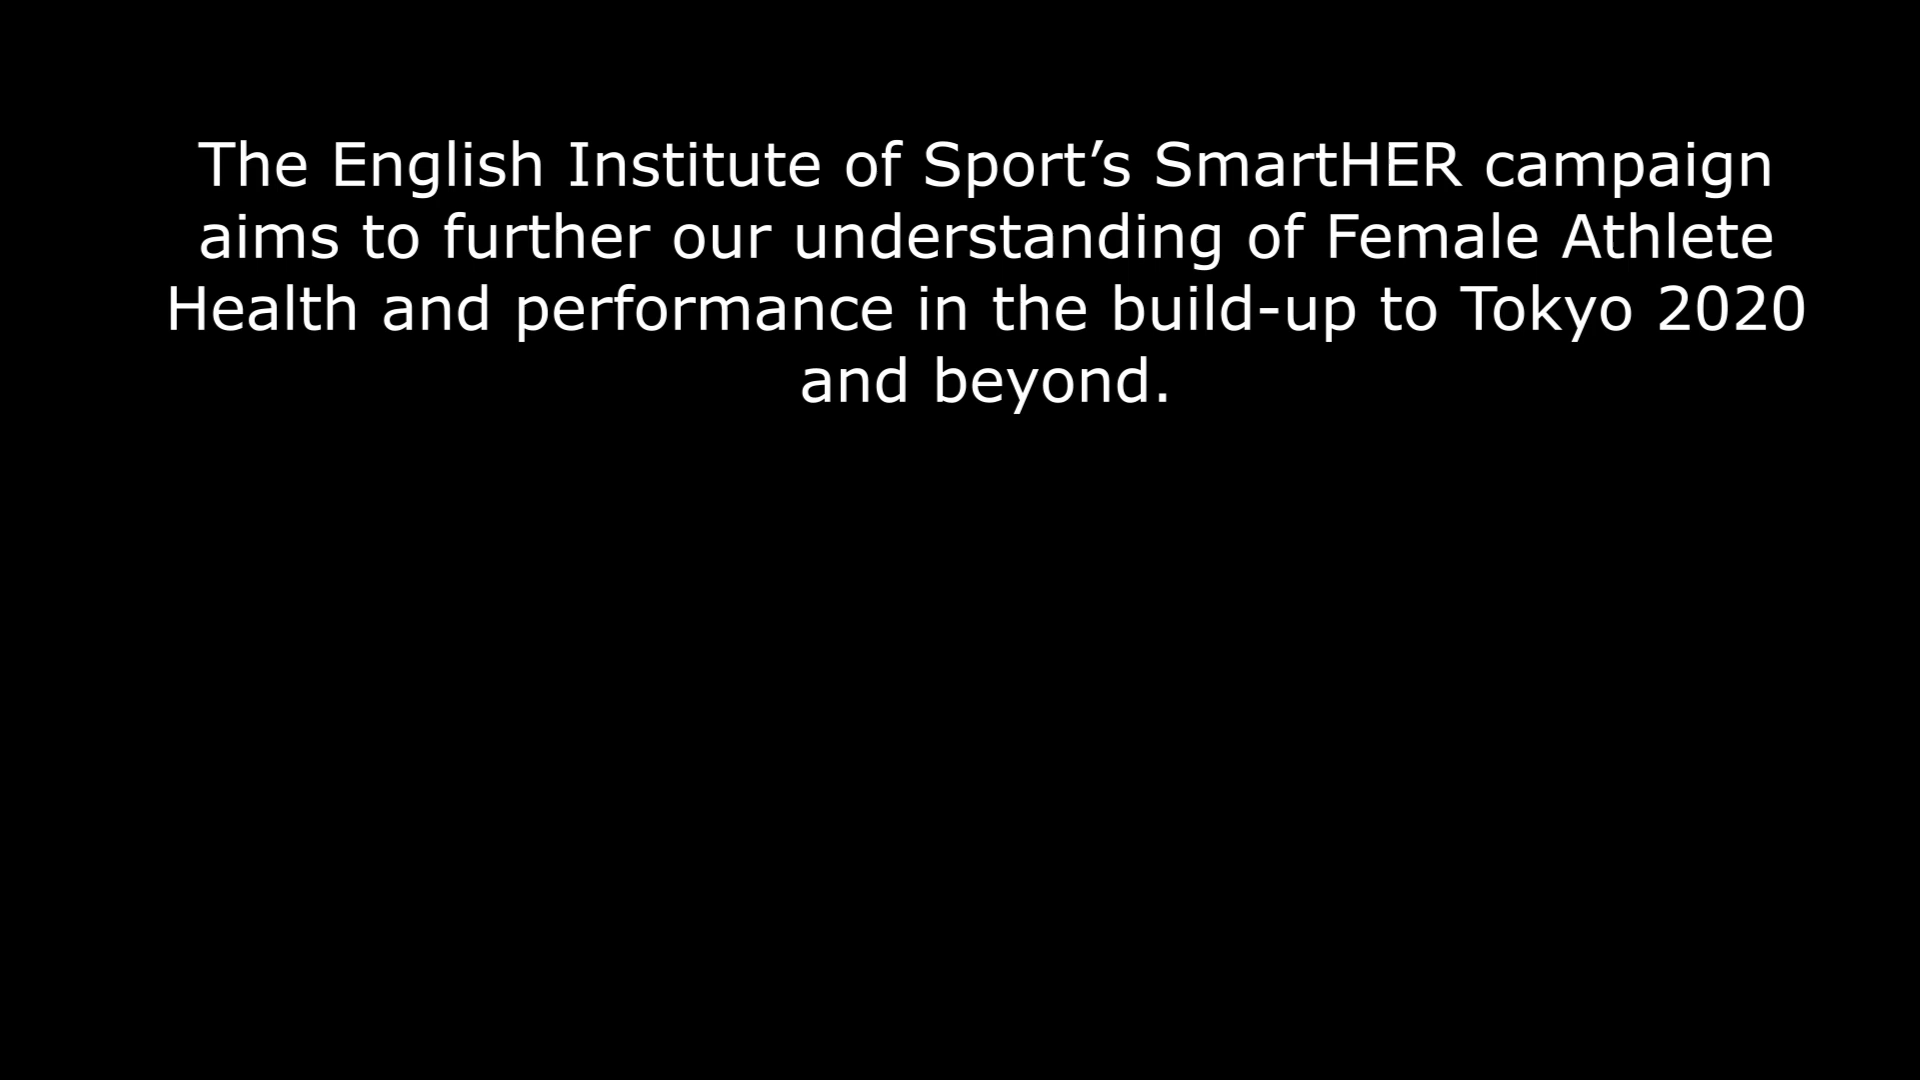 The English Institute of Sport’s SmartHER campaign
aims to further our understanding of Female Athlete
Health and performance in the build-up to Tokyo 2020
and beyond.